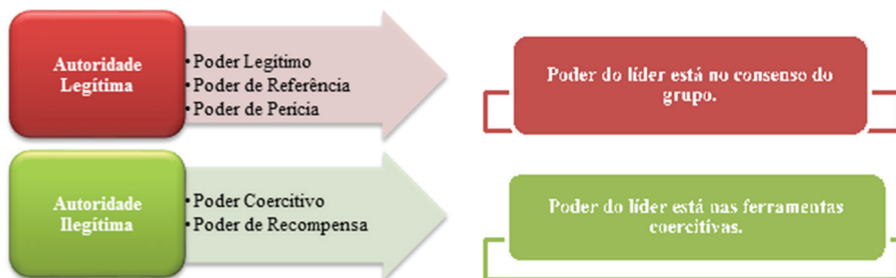 Autoridade
Legítima
• Poder Legítimo
• Poder de Referência
• Poder de Perícia
Poder do líder está no consenso do
grupo.
Autoridade
Ilegítima
• Poder Coercitivo
• Poder de Recompensa
Poder do líder está nas ferramentas
coercitivas.